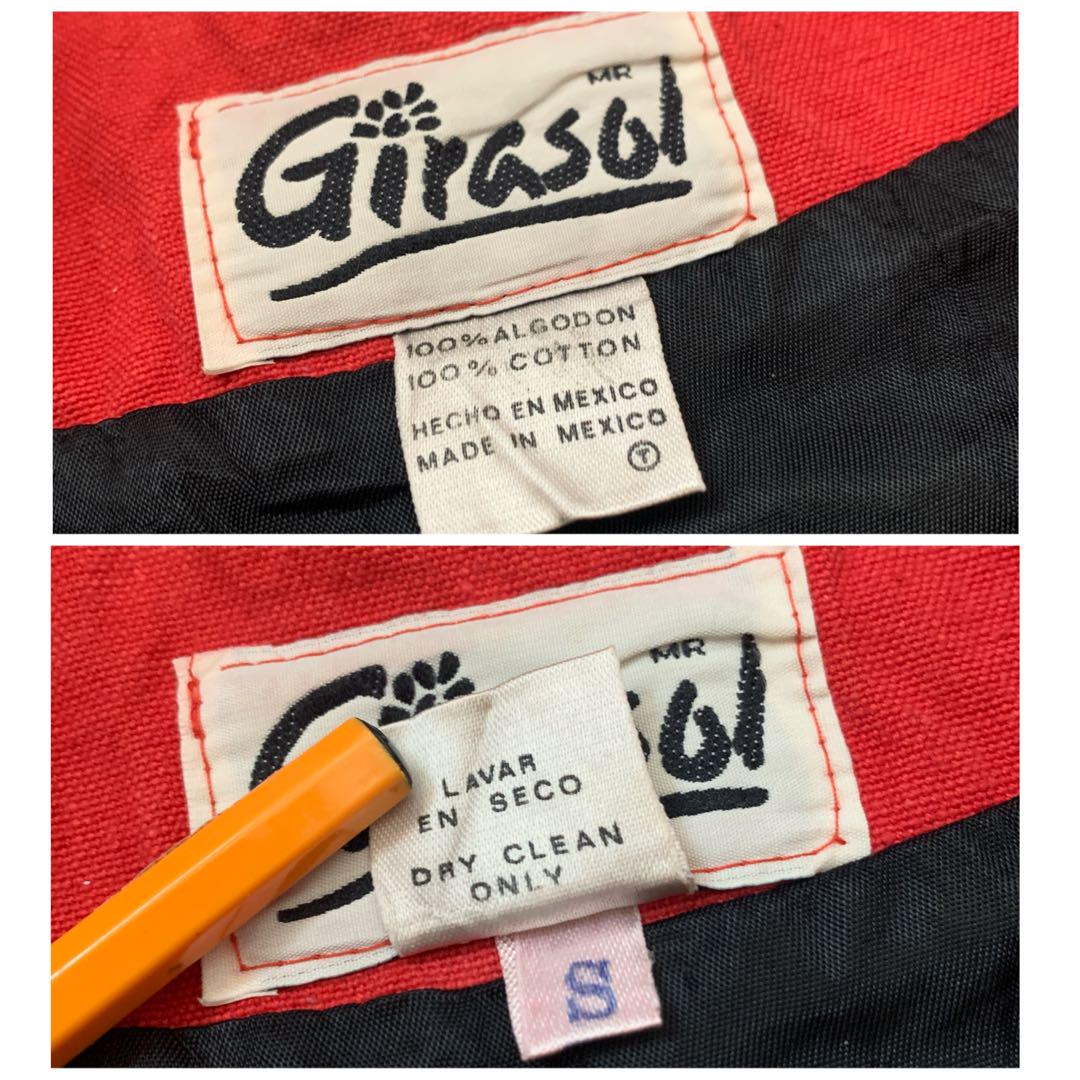 Girasol MR
100% ALGODON
100% COTTON
HECHO EN MEXICO
MADE IN MEXICO
T
MR
LAVAR
EN SECO
DRY CLEAN
ONLY
S